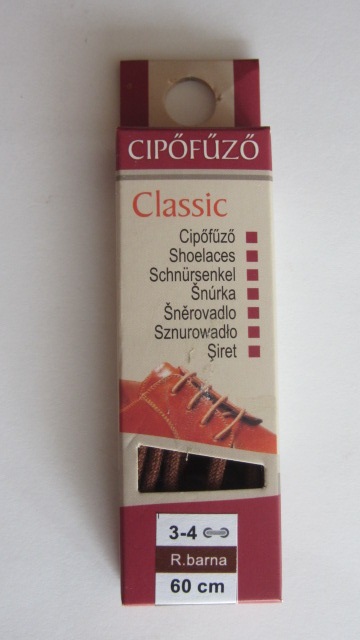 CIPŐFŰZŐ
Classic
Cipőfűző
Shoelaces
Schnürsenkel
Šnúrka
Šněrovadlo
Sznurowadło
Şiret
3-4
R.barna
60 cm